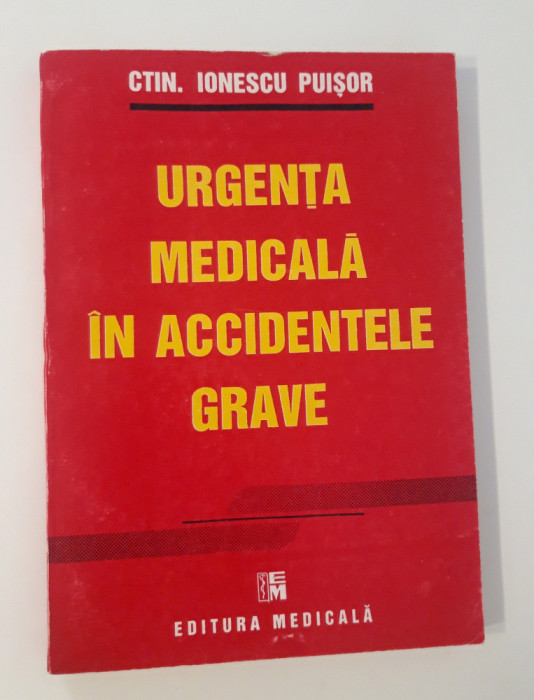 CTIN. IONESCU PUIȘOR
URGENȚA
MEDICALĂ
ÎN ACCIDENTELE
GRAVE
EM
EDITURA MEDICALĂ